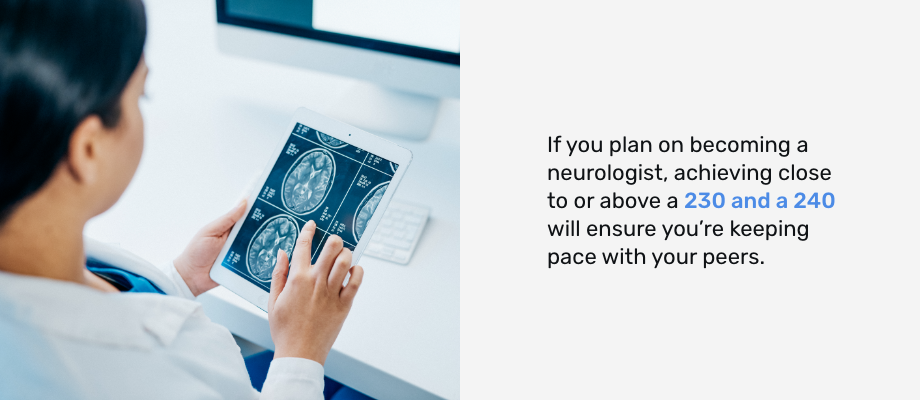 If you plan on becoming a
neurologist, achieving close
to or above a 230 and a 240
will ensure you’re keeping
pace with your peers.